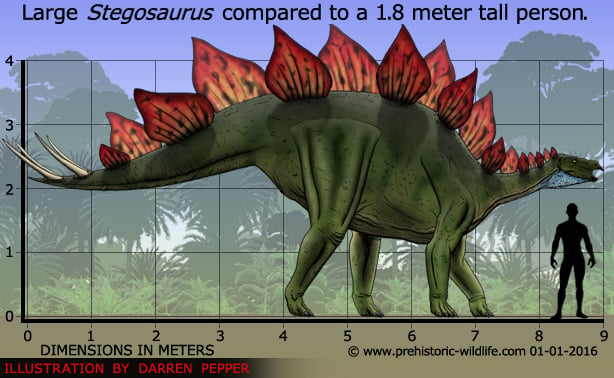 Large Stegosaurus compared to a 1.8 meter tall person.
4
3
2
1
0
0 1 2 3 4 5 6 7 8 9
DIMENSIONS IN METERS
© www.prehistoric-wildlife.com 01-01-2016
ILLUSTRATION BY DARREN PEPPER